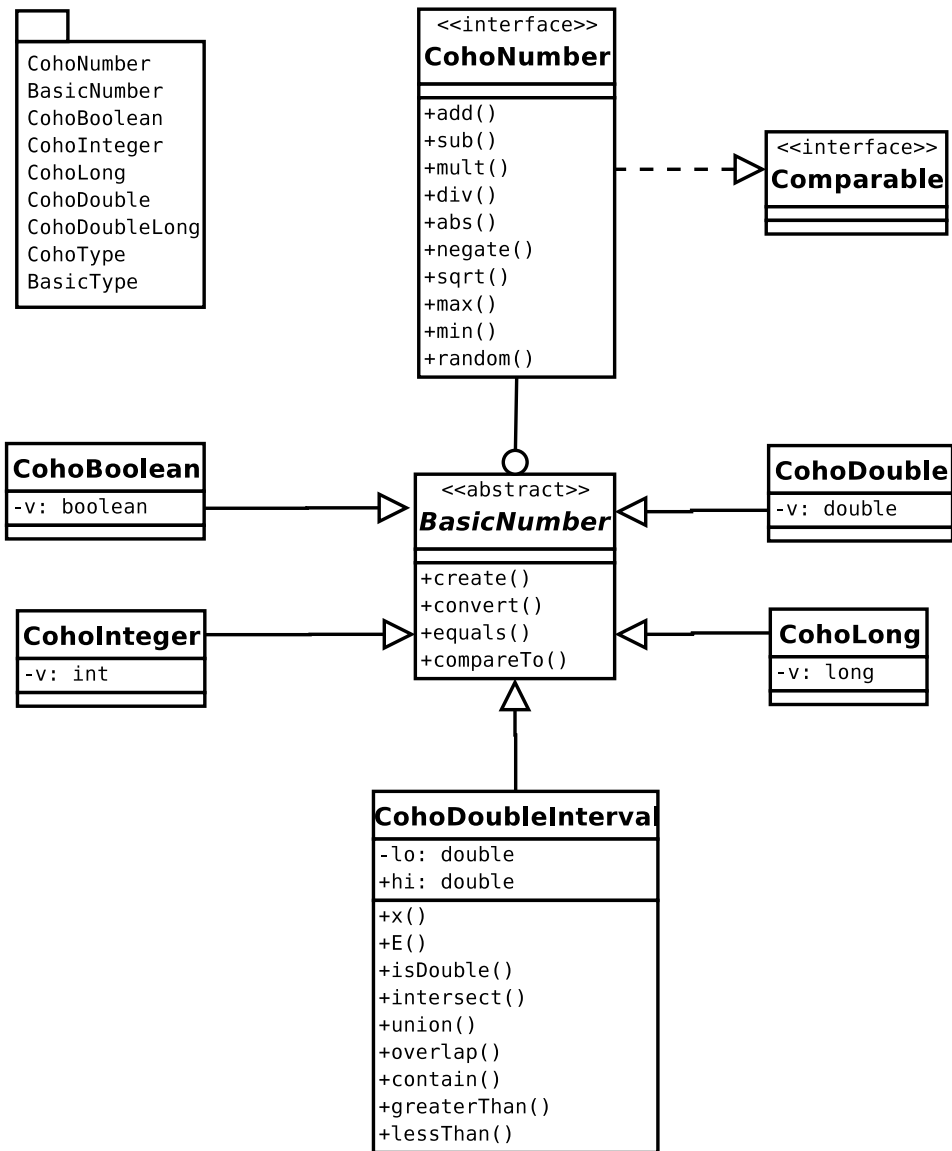 CohoNumber
BasicNumber
CohoBoolean
CohoInteger
CohoLong
CohoDouble
CohoDoubleLong
CohoType
BasicType
<<interface>>
CohoNumber
+add()
+sub()
+mult()
+div()
+abs()
+negate()
+sqrt()
+max()
+min()
+random()
<<interface>>
Comparable
CohoBoolean
-v: boolean
<<abstract>>
BasicNumber
+create()
+convert()
+equals()
+compareTo()
CohoDouble
-v: double
CohoInteger
-v: int
CohoLong
-v: long
CohoDoubleInterval
-lo: double
+hi: double
+x()
+E()
+isDouble()
+intersect()
+union()
+overlap()
+contain()
+greaterThan()
+lessThan()